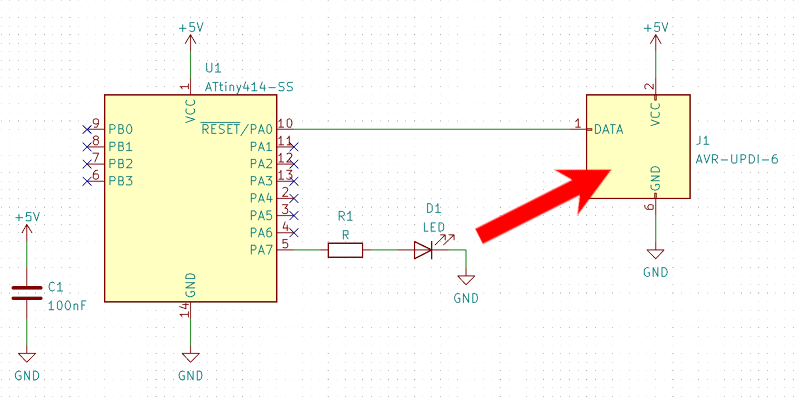 +5V
U1
ATtiny414-SS
1
VCC
9 PB0
8 PB1
7 PB2
6 PB3
RESET/PA0 10
PA1 11
PA2 12
PA3 13
PA4 2
PA5 3
PA6 4
PA7 5
GND
14
GND
+5V
C1
100nF
GND
R1
R
D1
LED
GND
+5V
2
VCC
1 DATA
GND
6
J1
AVR-UPDI-6
GND